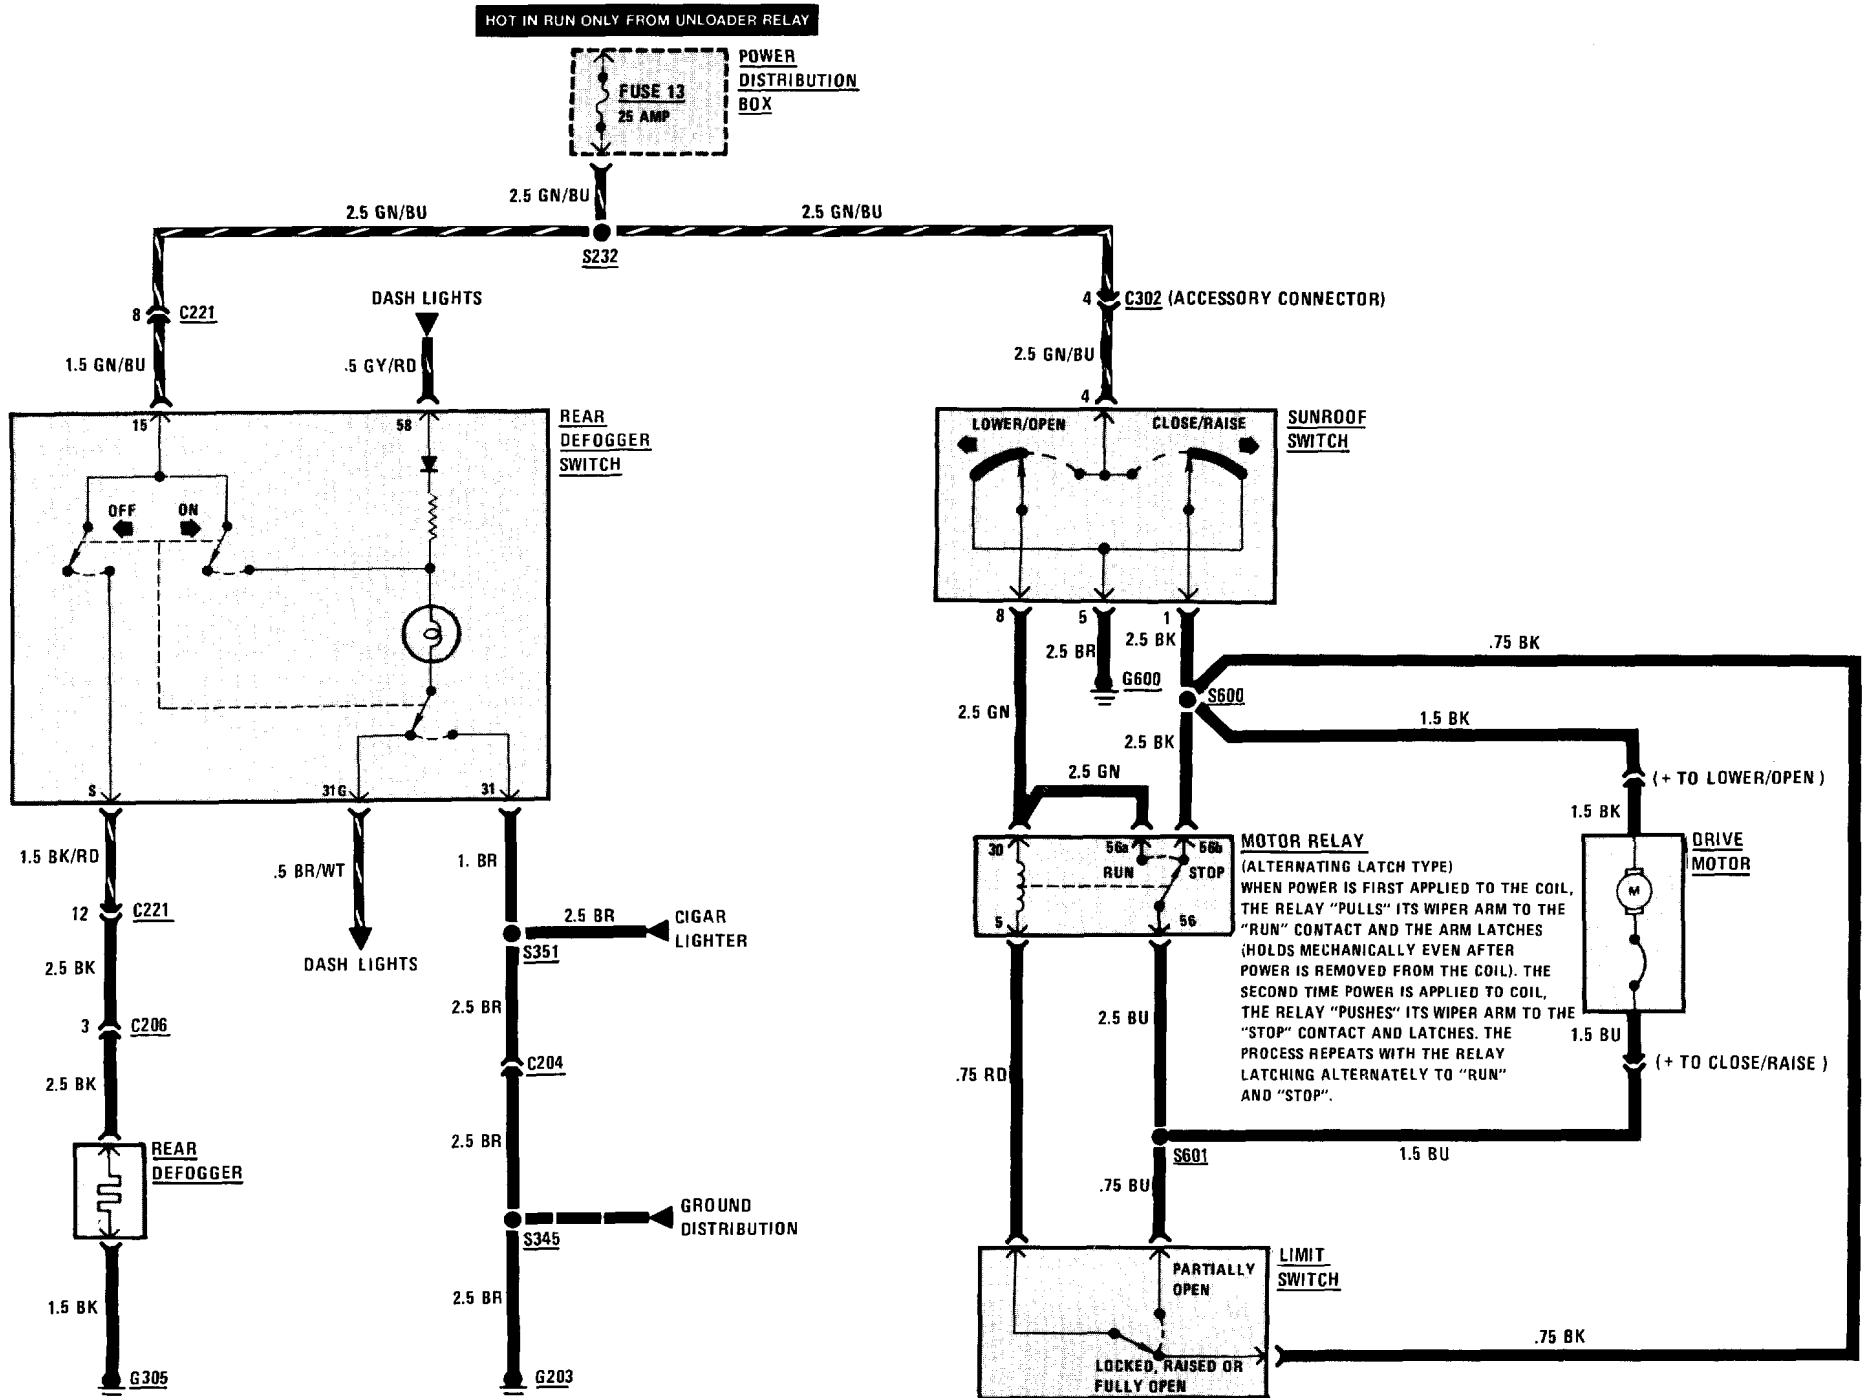 HOT IN RUN ONLY FROM UNLOADER RELAY
POWER
DISTRIBUTION
BOX
FUSE 13
25 AMP
2.5 GN/BU
2.5 GN/BU
2.5 GN/BU
S232
8
C221
DASH LIGHTS
4
C302 (ACCESSORY CONNECTOR)
1.5 GN/BU
.5 GY/RD
2.5 GN/BU
4
15
58
REAR
DEFOGGER
SWITCH
OFF
ON
LOWER/OPEN
CLOSE/RAISE
SUNROOF
SWITCH
8
5
1
2.5 BR
2.5 BK
G600
S600
.75 BK
2.5 GN
2.5 BK
1.5 BK
2.5 GN
(+ TO LOWER/OPEN )
1.5 BK
S
31G
31
1.5 BK/RD
.5 BR/WT
1. BR
30
56a
56b
RUN
STOP
5
56
MOTOR RELAY
(ALTERNATING LATCH TYPE)
WHEN POWER IS FIRST APPLIED TO THE COIL,
THE RELAY "PULLS" ITS WIPER ARM TO THE
"RUN" CONTACT AND THE ARM LATCHES
(HOLDS MECHANICALLY EVEN AFTER
POWER IS REMOVED FROM THE COIL). THE
SECOND TIME POWER IS APPLIED TO COIL,
THE RELAY "PUSHES" ITS WIPER ARM TO THE
"STOP" CONTACT AND LATCHES. THE
PROCESS REPEATS WITH THE RELAY
LATCHING ALTERNATELY TO "RUN"
AND "STOP".
DRIVE
MOTOR
M
1.5 BU
(+ TO CLOSE/RAISE )
12
C221
2.5 BR
CIGAR
LIGHTER
S351
DASH LIGHTS
2.5 BK
3
C206
2.5 BR
C204
2.5 BK
2.5 BR
2.5 BU
.75 RD
S601
1.5 BU
.75 BU
REAR
DEFOGGER
GROUND
DISTRIBUTION
S345
1.5 BK
G305
2.5 BR
G203
PARTIALLY
OPEN
LIMIT
SWITCH
LOCKED, RAISED OR
FULLY OPEN
.75 BK